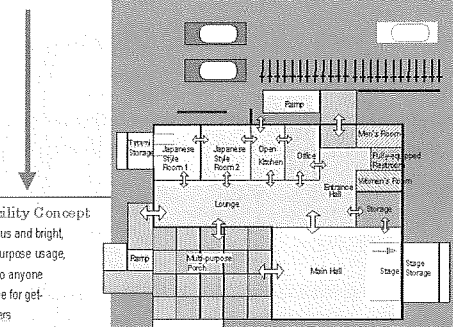 Ramp
Men's Room
Tatami
Storage
Japanese
Style
Room 1
Japanese
Style
Room 2
Open
Kitchen
Office
Fully-equipped
Restroom
Women's Room
Entrance
Hall
Storage
Lounge
Ramp
Multi-purpose
Porch
Main Hall
Stage
Stage
Storage
ility Concept
us and bright,
urpose usage,
o anyone
e for get-
ers